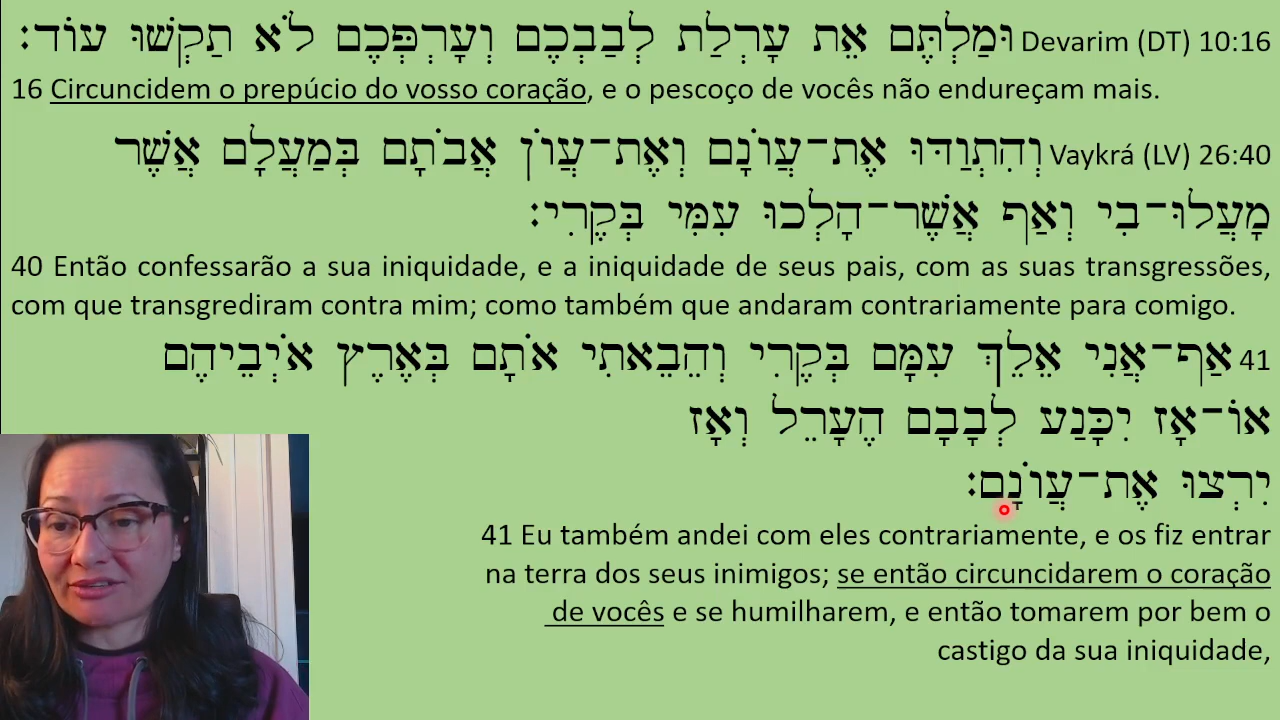 וּמַלְתֶּם אֵת עָרְלַת לְבַבְכֶם וְעָרְפְּכֶם לֹא תַקְשׁוּ עוֹד׃ Devarim (DT) 10:16
16 Circuncidem o prepúcio do vosso coração, e o pescoço de vocês não endureçam mais.
וְהִתְוַדּוּ אֶת־עֲוֹנָם וְאֶת־עֲוֹן אֲבֹתָם בְּמַעֲלָם אֲשֶׁר Vaykrá (LV) 26:40
מָעֲלוּ־בִי וְאַף אֲשֶׁר־הָלְכוּ עִמִּי בְּקֶרִי׃
40 Então confessarão a sua iniquidade, e a iniquidade de seus pais, com as suas transgressões,
com que transgrediram contra mim; como também que andaram contrariamente para comigo.
41 אַף־אֲנִי אֵלֵךְ עִמָּם בְּקֶרִי וְהֵבֵאתִי אֹתָם בְּאֶרֶץ אֹיְבֵיהֶם
אוֹ־אָז יִכָּנַע לְבָבָם הֶעָרֵל וְאָז
יִרְצוּ אֶת־עֲוֹנָם׃
41 Eu também andei com eles contrariamente, e os fiz entrar
na terra dos seus inimigos; se então circuncidarem o coração
de vocês e se humilharem, e então tomarem por bem o
castigo da sua iniquidade,